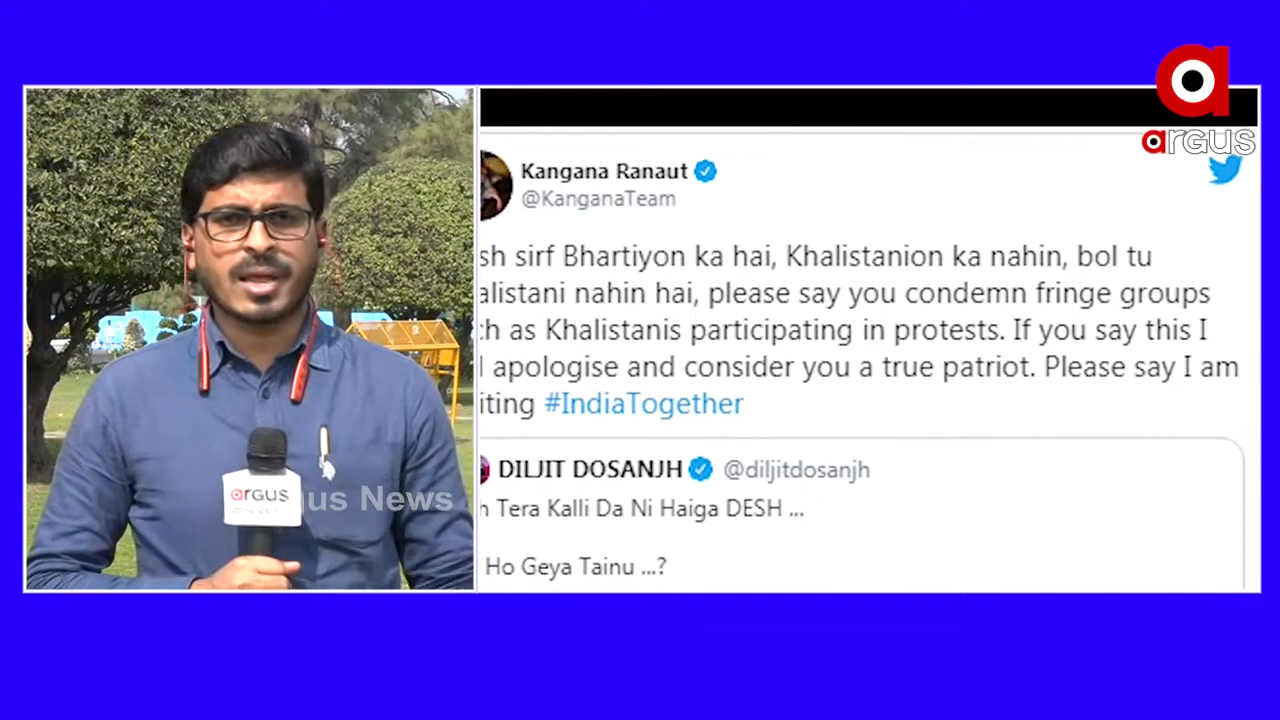 argus
Kangana Ranaut
@KanganaTeam
sh sirf Bhartiyon ka hai, Khalistanion ka nahin, bol tu
alistani nahin hai, please say you condemn fringe groups
ch as Khalistanis participating in protests. If you say this I
l apologise and consider you a true patriot. Please say I am
iting #IndiaTogether
DILJIT DOSANJH @diljitdosanjh
h Tera Kalli Da Ni Haiga DESH ...
Ho Geya Tainu ...?
argus
gus News